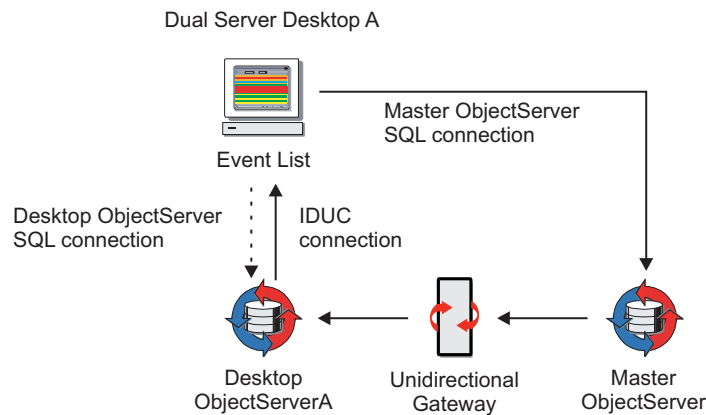 Dual Server Desktop A
Master ObjectServer
SQL connection
Event List
Desktop ObjectServer
SQL connection
IDUC
connection
Desktop
ObjectServerA
Unidirectional
Gateway
Master
ObjectServer